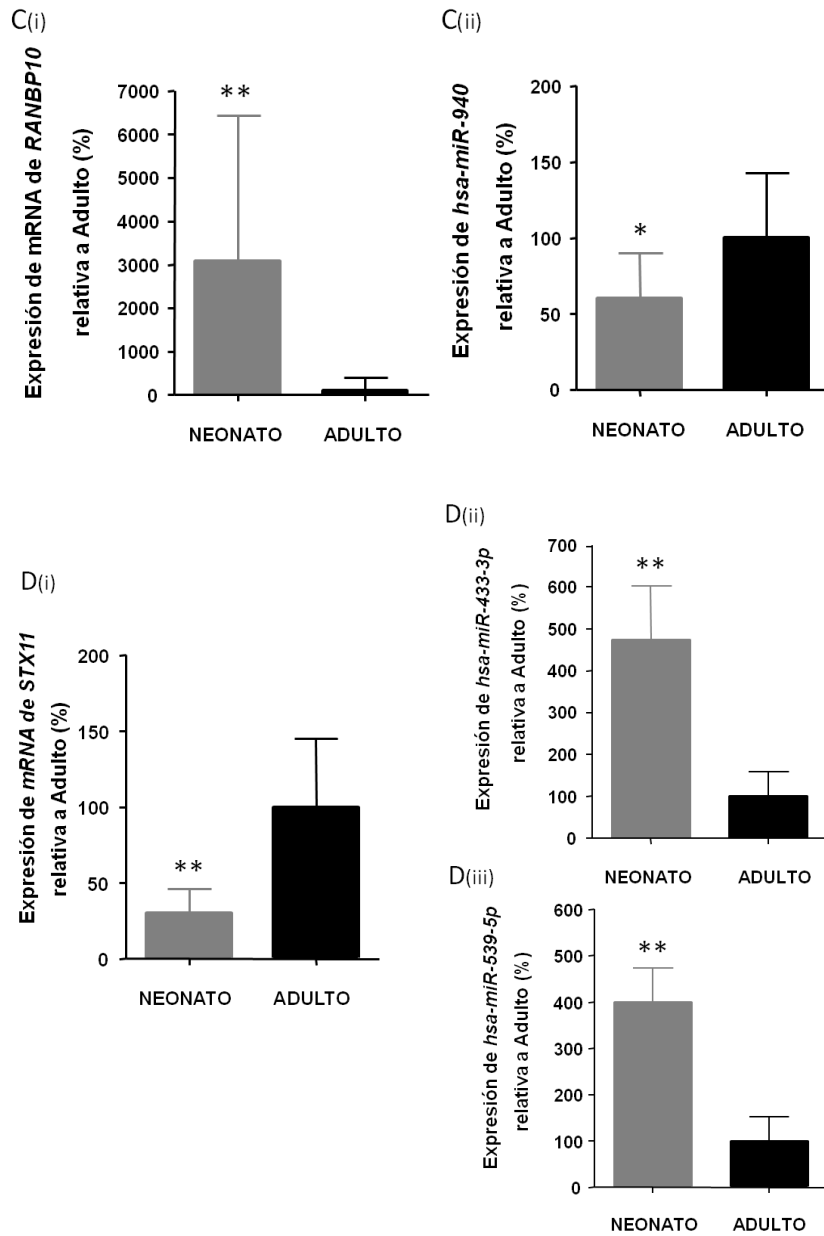 C(i)
Expresión de mRNA de RANBP10
relativa a Adulto (%)
7000
6000
5000
4000
3000
2000
1000
0
**
NEONATO
ADULTO
C(ii)
Expresión de hsa-miR-940
relativa a Adulto (%)
200
150
100
50
0
*
NEONATO
ADULTO
D(i)
Expresión de mRNA de STX11
relativa a Adulto (%)
200
150
100
50
0
**
NEONATO
ADULTO
D(ii)
Expresión de hsa-miR-433-3p
relativa a Adulto (%)
700
600
500
400
300
200
100
0
**
NEONATO
ADULTO
D(iii)
Expresión de hsa-miR-539-5p
relativa a Adulto (%)
600
500
400
300
200
100
0
**
NEONATO
ADULTO